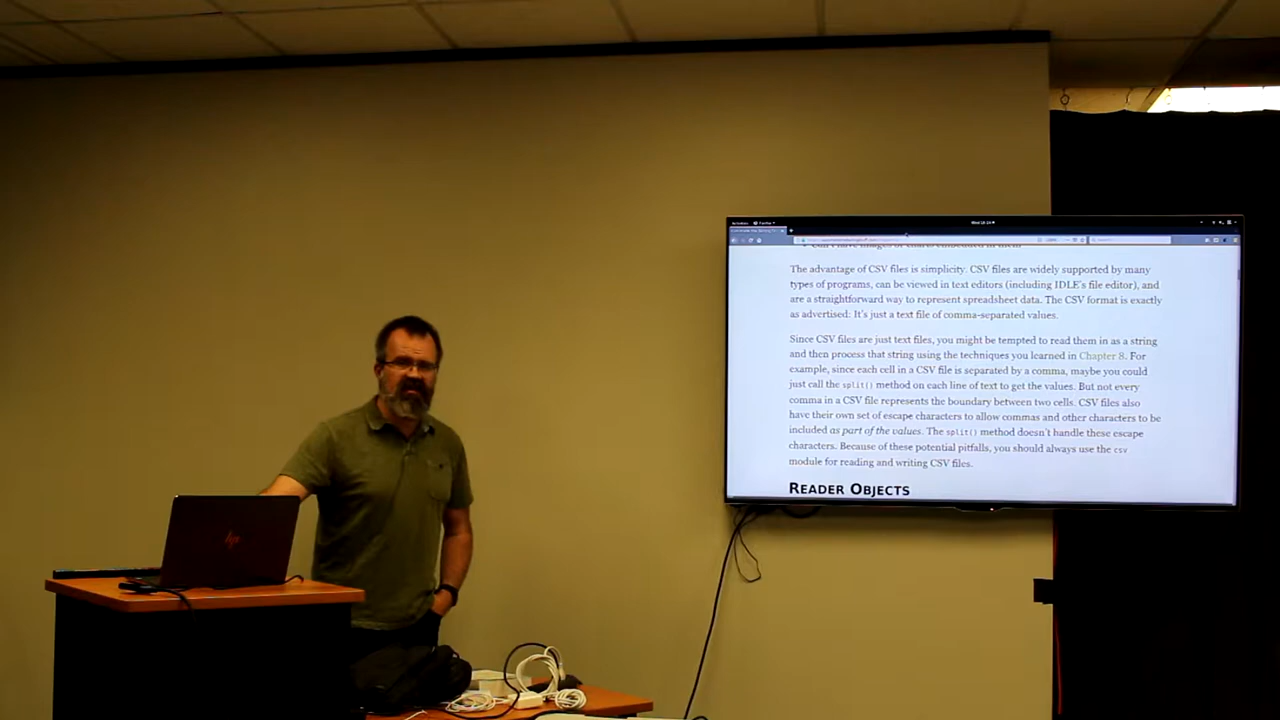 Can't have images or charts embedded in them
The advantage of CSV files is simplicity. CSV files are widely supported by many
types of programs, can be viewed in text editors (including IDLE's file editor), and
are a straightforward way to represent spreadsheet data. The CSV format is exactly
as advertised: It's just a text file of comma-separated values.
Since CSV files are just text files, you might be tempted to read them in as a string
and then process that string using the techniques you learned in Chapter 8. For
example, since each cell in a CSV file is separated by a comma, maybe you could
just call the split() method on each line of text to get the values. But not every
comma in a CSV file represents the boundary between two cells. CSV files also
have their own set of escape characters to allow commas and other characters to be
included as part of the values. The split() method doesn't handle these escape
characters. Because of these potential pitfalls, you should always use the csv
module for reading and writing CSV files.
READER OBJECTS
hp